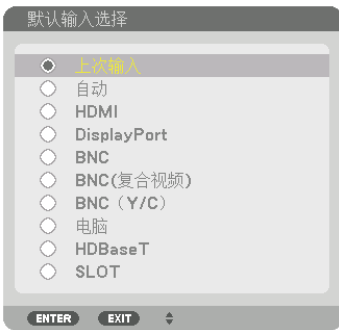 默认输入选择
上次输入
自动
HDMI
DisplayPort
BNC
BNC(复合视频)
BNC（Y/C）
电脑
HDBaseT
SLOT
ENTER EXIT